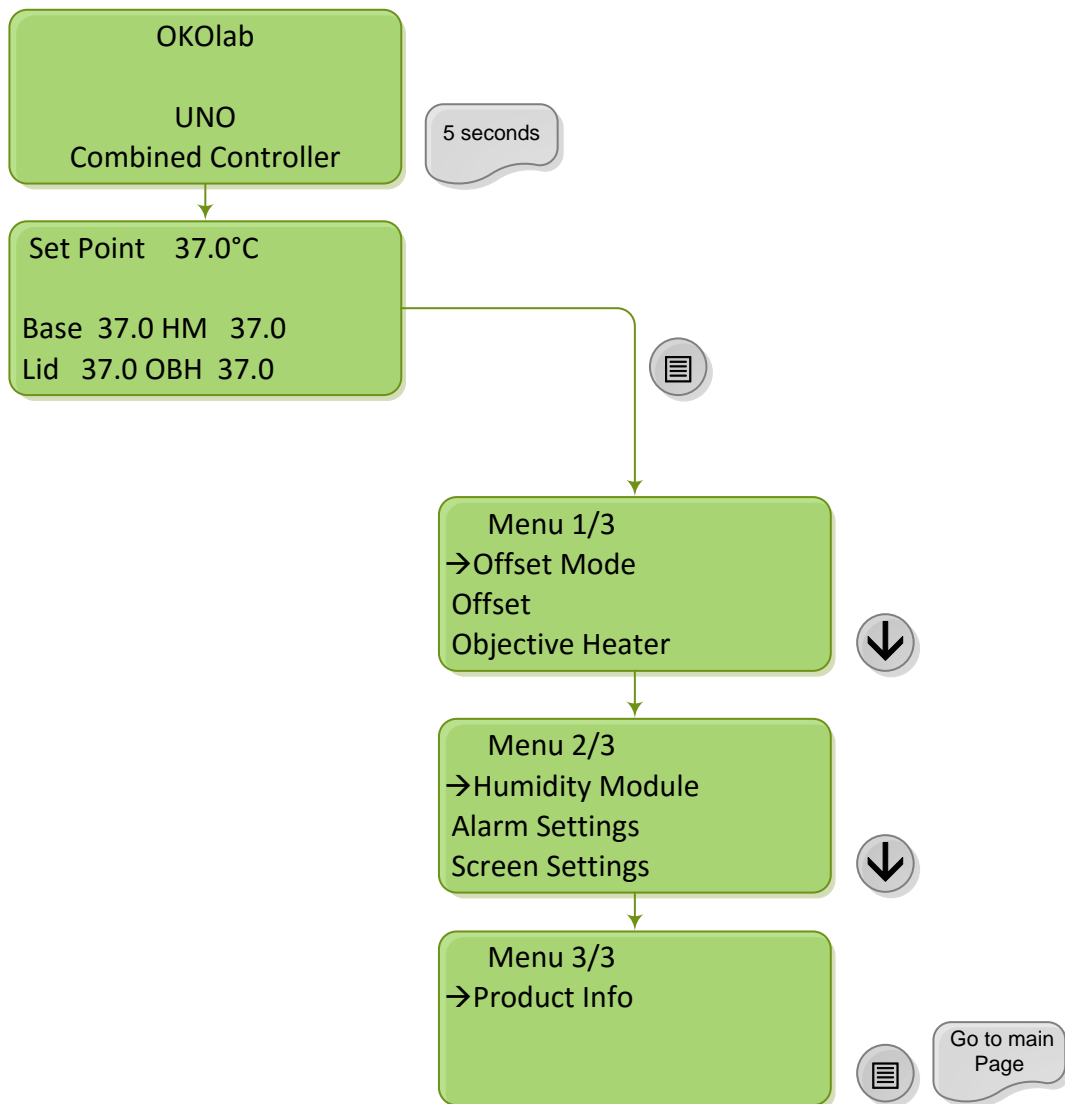 OKOlab
UNO
Combined Controller
5 seconds
Set Point 37.0°C
Base 37.0 HM 37.0
Lid 37.0 OBH 37.0
Menu 1/3
→Offset Mode
Offset
Objective Heater
Menu 2/3
→Humidity Module
Alarm Settings
Screen Settings
Menu 3/3
→Product Info
Go to main
Page